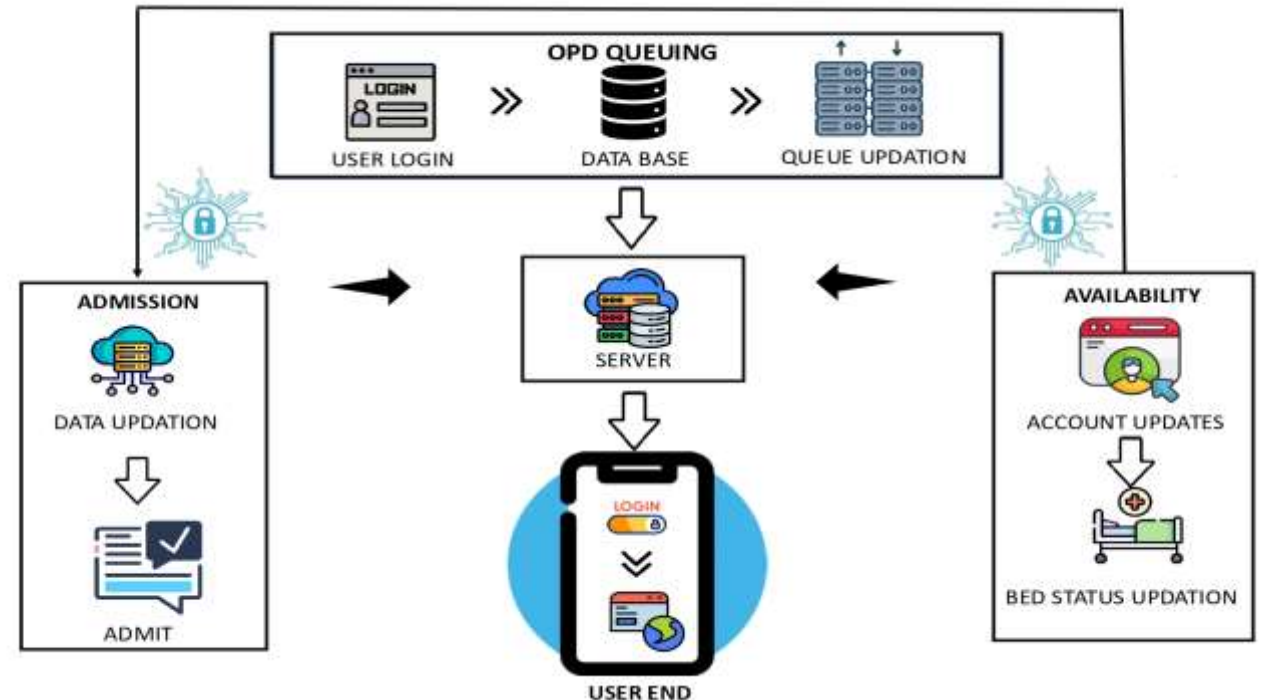 OPD QUEUING
LOGIN
USER LOGIN
DATA BASE
QUEUE UPDATION
ADMISSION
DATA UPDATION
ADMIT
SERVER
AVAILABILITY
ACCOUNT UPDATES
BED STATUS UPDATION
LOGIN
USER END